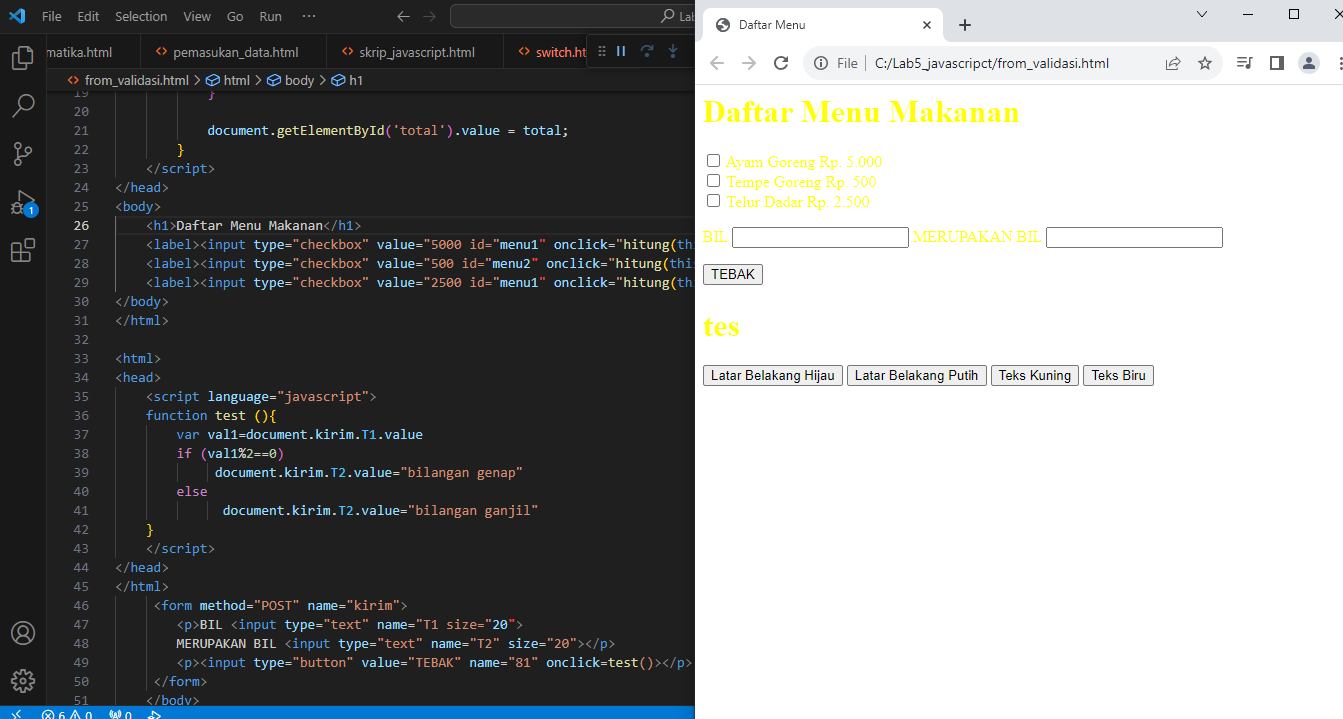 File Edit Selection View Go Run ··· Lab
matika.html pemasukan_data.html skrip_javascript.html switch.ht
from_validasi.html > html > body > h1
19 }
20
21 document.getElementById('total').value = total;
22 }
23 </script>
24 </head>
25 <body>
26 <h1>Daftar Menu Makanan</h1>
27 <label><input type="checkbox" value="5000 id="menu1" onclick="hitung(thi
28 <label><input type="checkbox" value="500 id="menu2" onclick="hitung(this
29 <label><input type="checkbox" value="2500 id="menu1" onclick="hitung(thi
30 </body>
31 </html>
32
33 <html>
34 <head>
35 <script language="javascript">
36 function test (){
37 var val1=document.kirim.T1.value
38 if (val1%2==0)
39 document.kirim.T2.value="bilangan genap"
40 else
41 document.kirim.T2.value="bilangan ganjil"
42 }
43 </script>
44 </head>
45 </html>
46 <form method="POST" name="kirim">
47 <p>BIL <input type="text" name="T1 size="20">
48 MERUPAKAN BIL <input type="text" name="T2" size="20"></p>
49 <p><input type="button" value="TEBAK" name="81" onclick=test()></p>
50 </form>
51 </body>
1
6 0 0
Daftar Menu
File C:/Lab5_javasripct/from_validasi.html
Daftar Menu Makanan
Ayam Goreng Rp. 5.000
Tempe Goreng Rp. 500
Telur Dadar Rp. 2.500
BIL MERUPAKAN BIL
TEBAK
tes
Latar Belakang Hijau Latar Belakang Putih Teks Kuning Teks Biru